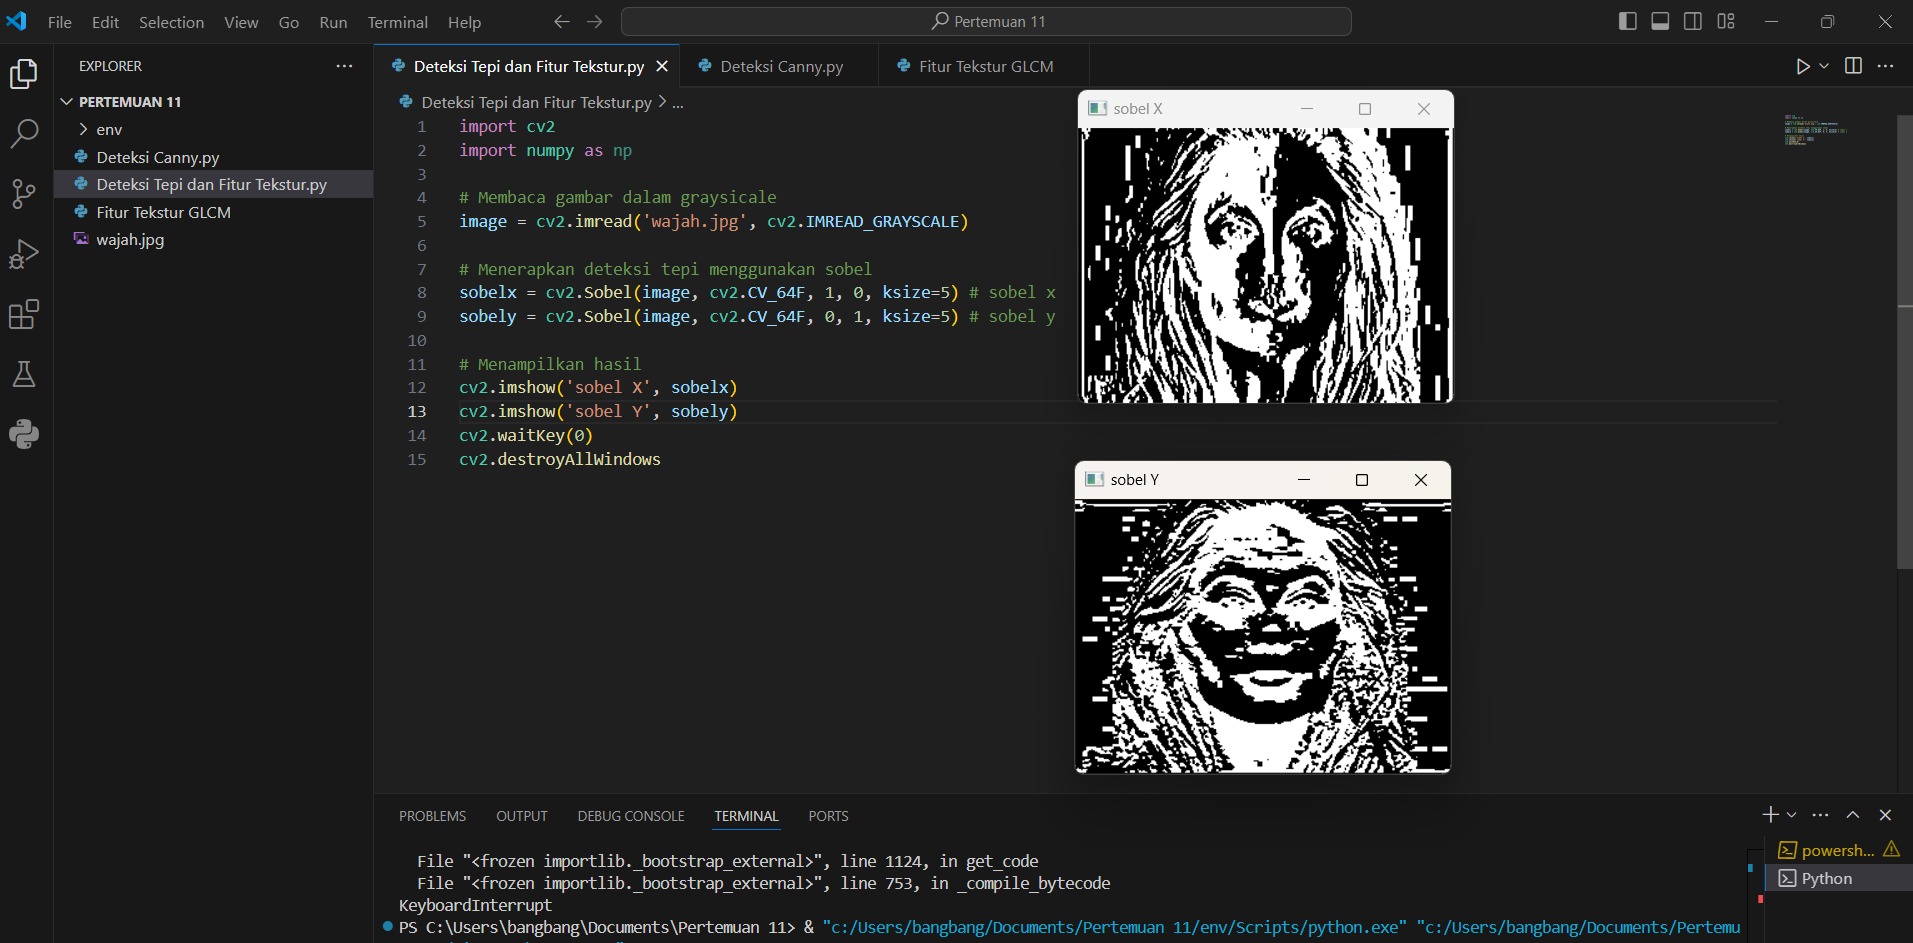 File Edit Selection View Go Run Terminal Help
Pertemuan 11
EXPLORER
PERTEMUAN 11
env
Deteksi Canny.py
Deteksi Tepi dan Fitur Tekstur.py
Fitur Tekstur GLCM
wajah.jpg
Deteksi Tepi dan Fitur Tekstur.py
Deteksi Canny.py
Fitur Tekstur GLCM
Deteksi Tepi dan Fitur Tekstur.py > ...
1 import cv2
2 import numpy as np
3
4 # Membaca gambar dalam graysicale
5 image = cv2.imread('wajah.jpg', cv2.IMREAD_GRAYSCALE)
6
7 # Menerapkan deteksi tepi menggunakan sobel
8 sobelx = cv2.Sobel(image, cv2.CV_64F, 1, 0, ksize=5) # sobel x
9 sobely = cv2.Sobel(image, cv2.CV_64F, 0, 1, ksize=5) # sobel y
10
11 # Menampilkan hasil
12 cv2.imshow('sobel X', sobelx)
13 cv2.imshow('sobel Y', sobely)
14 cv2.waitKey(0)
15 cv2.destroyAllWindows
sobel X
sobel Y
PROBLEMS OUTPUT DEBUG CONSOLE TERMINAL PORTS
File "<frozen importlib._bootstrap_external>", line 1124, in get_code
File "<frozen importlib._bootstrap_external>", line 753, in _compile_bytecode
KeyboardInterrupt
PS C:\Users\bangbang\Documents\Pertemuan 11> & "c:/Users/bangbang/Documents/Pertemuan 11/env/Scripts/python.exe" "c:/Users/bangbang/Documents/Pertemu
powersh...
Python